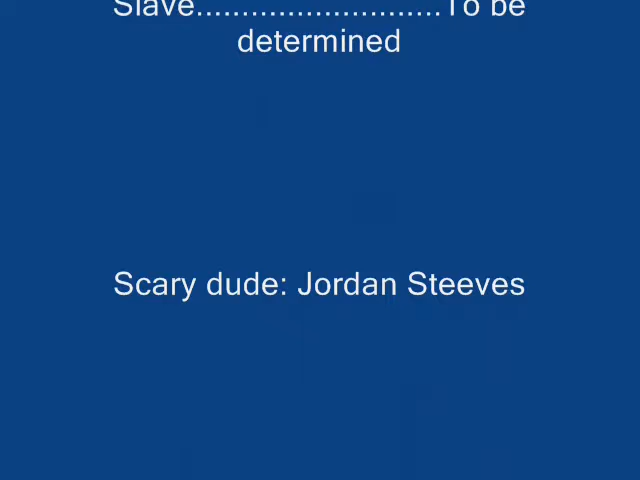 Slave...........................To be
determined
Scary dude: Jordan Steeves